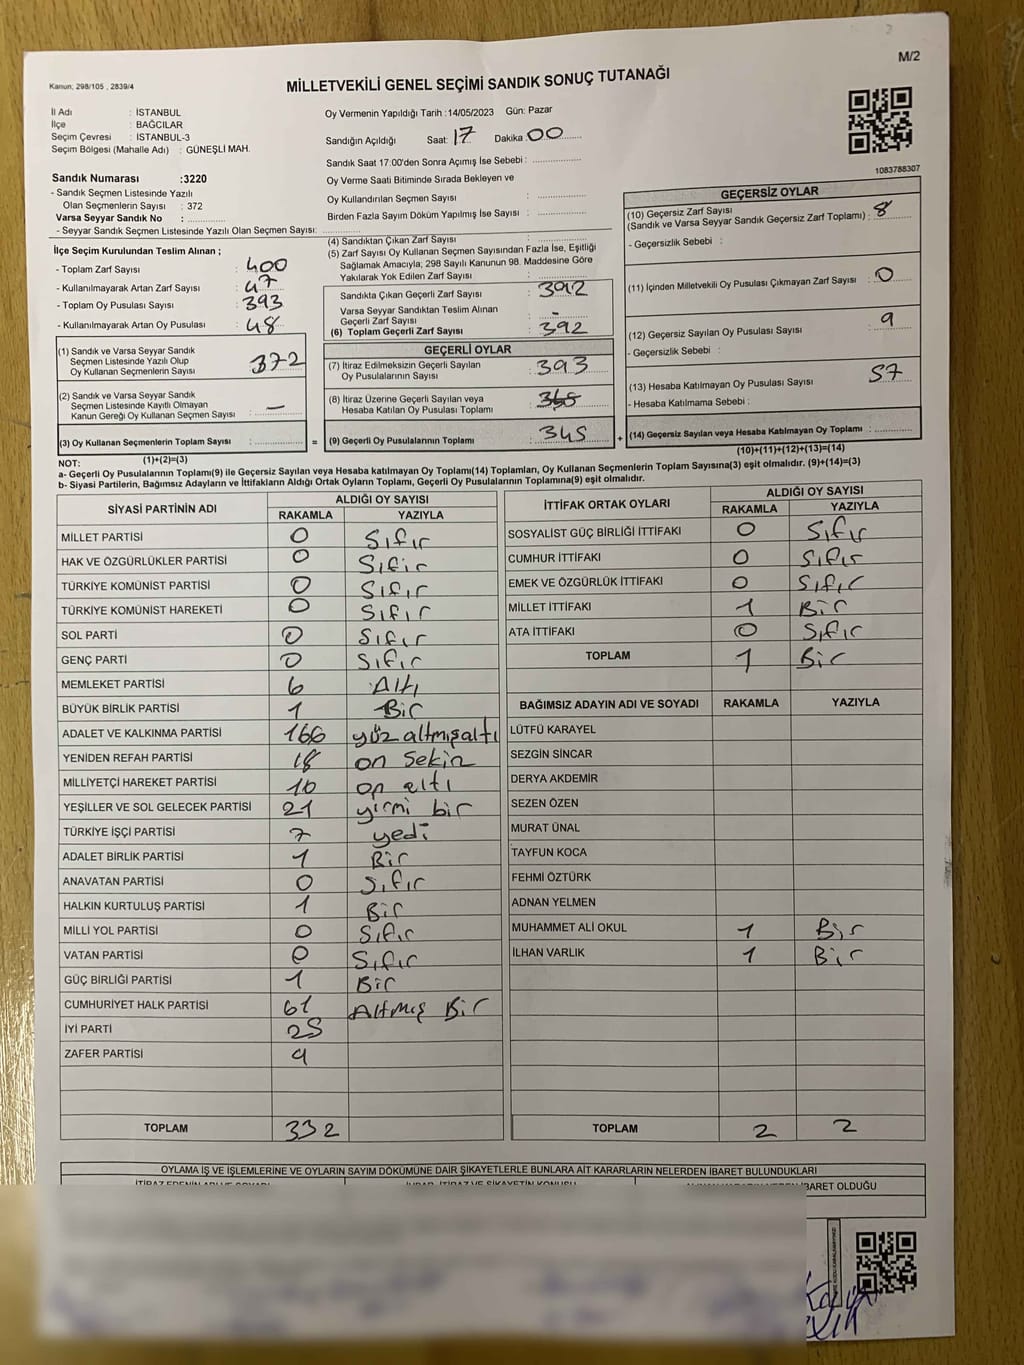 M/2
Kanun; 298/105 , 2839/4
MİLLETVEKİLİ GENEL SEÇİMİ SANDIK SONUÇ TUTANAĞI
İl Adı : İSTANBUL
İlçe : BAĞCILAR
Seçim Çevresi : İSTANBUL-3
Seçim Bölgesi (Mahalle Adı) : GÜNEŞLİ MAH.
Oy Vermenin Yapıldığı Tarih :14/05/2023 Gün: Pazar
Sandığın Açıldığı Saat: 17 Dakika: 00
Sandık Saat 17:00'den Sonra Açımış İse Sebebi :
Oy Verme Saati Bitiminde Sırada Bekleyen ve
Oy Kullandırılan Seçmen Sayısı :
Birden Fazla Sayım Döküm Yapılmış İse Sayısı :
1083788307
Sandık Numarası :3220
- Sandık Seçmen Listesinde Yazılı
Olan Seçmenlerin Sayısı : 372
Varsa Seyyar Sandık No :
- Seyyar Sandık Seçmen Listesinde Yazılı Olan Seçmen Sayısı:
İlçe Seçim Kurulundan Teslim Alınan ;
- Toplam Zarf Sayısı : 400
- Kullanılmayarak Artan Zarf Sayısı : 47
- Toplam Oy Pusulası Sayısı : 393
- Kullanılmayarak Artan Oy Pusulası : 48
(1) Sandık ve Varsa Seyyar Sandık
Seçmen Listesinde Yazılı Olup
Oy Kullanan Seçmenlerin Sayısı : 372
(2) Sandık ve Varsa Seyyar Sandık
Seçmen Listesinde Kayıtlı Olmayan
Kanun Gereği Oy Kullanan Seçmen Sayısı : -
(3) Oy Kullanan Seçmenlerin Toplam Sayısı : =
(1)+(2)=(3)
(4) Sandıktan Çıkan Zarf Sayısı :
(5) Zarf Sayısı Oy Kullanan Seçmen Sayısından Fazla İse, Eşitliği
Sağlamak Amacıyla; 298 Sayılı Kanunun 98. Maddesine Göre
Yakılarak Yok Edilen Zarf Sayısı :
Sandıkta Çıkan Geçerli Zarf Sayısı : 392
Varsa Seyyar Sandıktan Teslim Alınan
Geçerli Zarf Sayısı : -
(6) Toplam Geçerli Zarf Sayısı : 392
GEÇERLİ OYLAR
(7) İtiraz Edilmeksizin Geçerli Sayılan
Oy Pusulalarının Sayısı : 393
(8) İtiraz Üzerine Geçerli Sayılan veya
Hesaba Katılan Oy Pusulası Toplamı :
(9) Geçerli Oy Pusulalarının Toplamı : 345 +
GEÇERSİZ OYLAR
(10) Geçersiz Zarf Sayısı
(Sandık ve Varsa Seyyar Sandık Geçersiz Zarf Toplamı) : 8
- Geçersizlik Sebebi :
(11) İçinden Milletvekili Oy Pusulası Çıkmayan Zarf Sayısı : 0
(12) Geçersiz Sayılan Oy Pusulası Sayısı : 9
- Geçersizlik Sebebi :
(13) Hesaba Katılmayan Oy Pusulası Sayısı : 57
- Hesaba Katılmama Sebebi :
(14) Geçersiz Sayılan veya Hesaba Katılmayan Oy Toplamı :
(10)+(11)+(12)+(13)=(14)
NOT:
a- Geçerli Oy Pusulalarının Toplamı(9) ile Geçersiz Sayılan veya Hesaba katılmayan Oy Toplamı(14) Toplamları, Oy Kullanan Seçmenlerin Toplam Sayısına(3) eşit olmalıdır. (9)+(14)=(3)
b- Siyasi Partilerin, Bağımsız Adayların ve İttifakların Aldığı Ortak Oyların Toplamı, Geçerli Oy Pusulalarının Toplamına(9) eşit olmalıdır.
SİYASİ PARTİNİN ADI ALDIĞI OY SAYISI
RAKAMLA YAZIYLA
MİLLET PARTİSİ 0 Sıfır
HAK VE ÖZGÜRLÜKLER PARTİSİ 0 Sıfır
TÜRKİYE KOMÜNİST PARTİSİ 0 Sıfır
TÜRKİYE KOMÜNİST HAREKETİ 0 Sıfır
SOL PARTİ 0 Sıfır
GENÇ PARTİ 0 Sıfır
MEMLEKET PARTİSİ 6 Altı
BÜYÜK BİRLİK PARTİSİ 1 Bir
ADALET VE KALKINMA PARTİSİ 166 yüz altmışaltı
YENİDEN REFAH PARTİSİ 18 on Sekiz
MİLLİYETÇİ HAREKET PARTİSİ 16 on altı
YEŞİLLER VE SOL GELECEK PARTİSİ 21 yirmi bir
TÜRKİYE İŞÇİ PARTİSİ 7 yedi
ADALET BİRLİK PARTİSİ 1 Bir
ANAVATAN PARTİSİ 0 Sıfır
HALKIN KURTULUŞ PARTİSİ 1 Bir
MİLLİ YOL PARTİSİ 0 Sıfır
VATAN PARTİSİ 0 Sıfır
GÜÇ BİRLİĞİ PARTİSİ 1 Bir
CUMHURİYET HALK PARTİSİ 61 Altmış Bir
İYİ PARTİ 25
ZAFER PARTİSİ 9
TOPLAM 332
İTTİFAK ORTAK OYLARI ALDIĞI OY SAYISI
RAKAMLA YAZIYLA
SOSYALİST GÜÇ BİRLİĞİ İTTİFAKI 0 Sıfır
CUMHUR İTTİFAKI 0 Sıfır
EMEK VE ÖZGÜRLÜK İTTİFAKI 0 Sıfır
MİLLET İTTİFAKI 1 Bir
ATA İTTİFAKI 0 Sıfır
TOPLAM 1 Bir
BAĞIMSIZ ADAYIN ADI VE SOYADI RAKAMLA YAZIYLA
LÜTFÜ KARAYEL
SEZGİN SİNCAR
DERYA AKDEMİR
SEZEN ÖZEN
MURAT ÜNAL
TAYFUN KOCA
FEHMİ ÖZTÜRK
ADNAN YELMEN
MUHAMMET ALİ OKUL 1 Bir
İLHAN VARLIK 1 Bir
TOPLAM 2 2
OYLAMA İŞ VE İŞLEMLERİNE VE OYLARIN SAYIM DÖKÜMÜNE DAİR ŞİKAYETLERLE BUNLARA AİT KARARLARIN NELERDEN İBARET BULUNDUKLARI
İBARET OLDUĞU